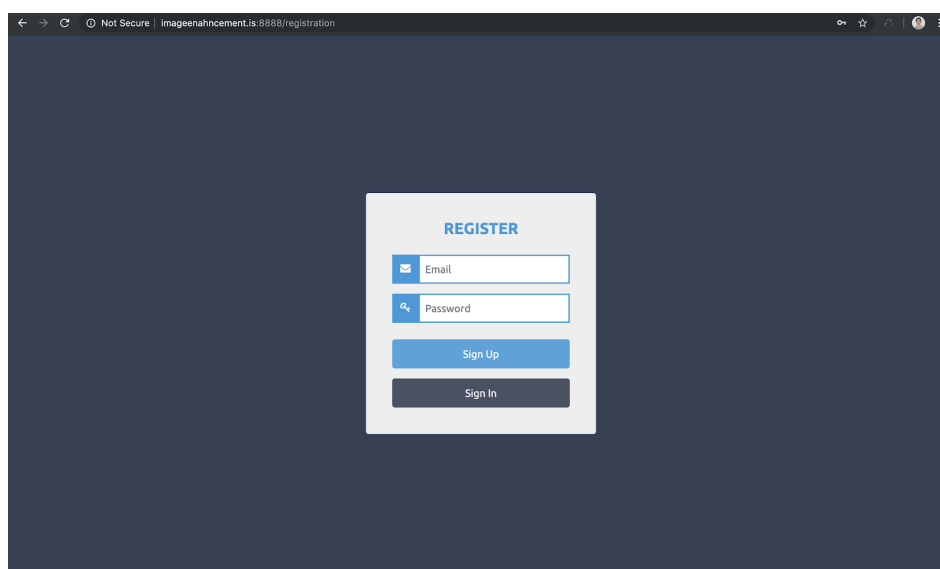 Not Secure | imageenahncement.is:8888/registration
REGISTER
Email
Password
Sign Up
Sign In